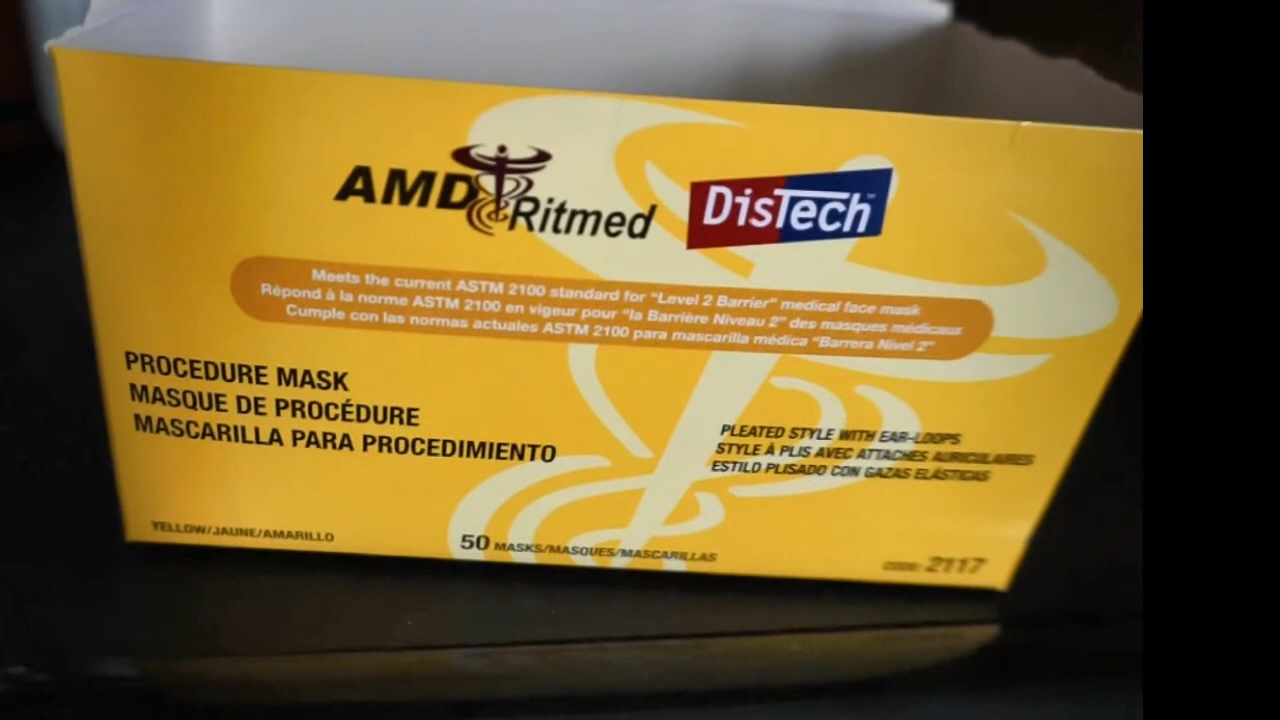 AMD Ritmed
DisTech™
Meets the current ASTM 2100 standard for "Level 2 Barrier" medical face mask
Répond à la norme ASTM 2100 en vigeur pour "la Barrière Niveau 2" des masques médicaux
Cumple con las normas actuales ASTM 2100 para mascarilla médica "Barrera Nivel 2"
PROCEDURE MASK
MASQUE DE PROCÉDURE
MASCARILLA PARA PROCEDIMIENTO
PLEATED STYLE WITH EAR-LOOPS
STYLE À PLIS AVEC ATTACHES AURICULAIRES
ESTILO PLISADO CON GAZAS ELÁSTICAS
YELLOW/JAUNE/AMARILLO
50 MASKS/MASQUES/MASCARILLAS
CODE: 2117